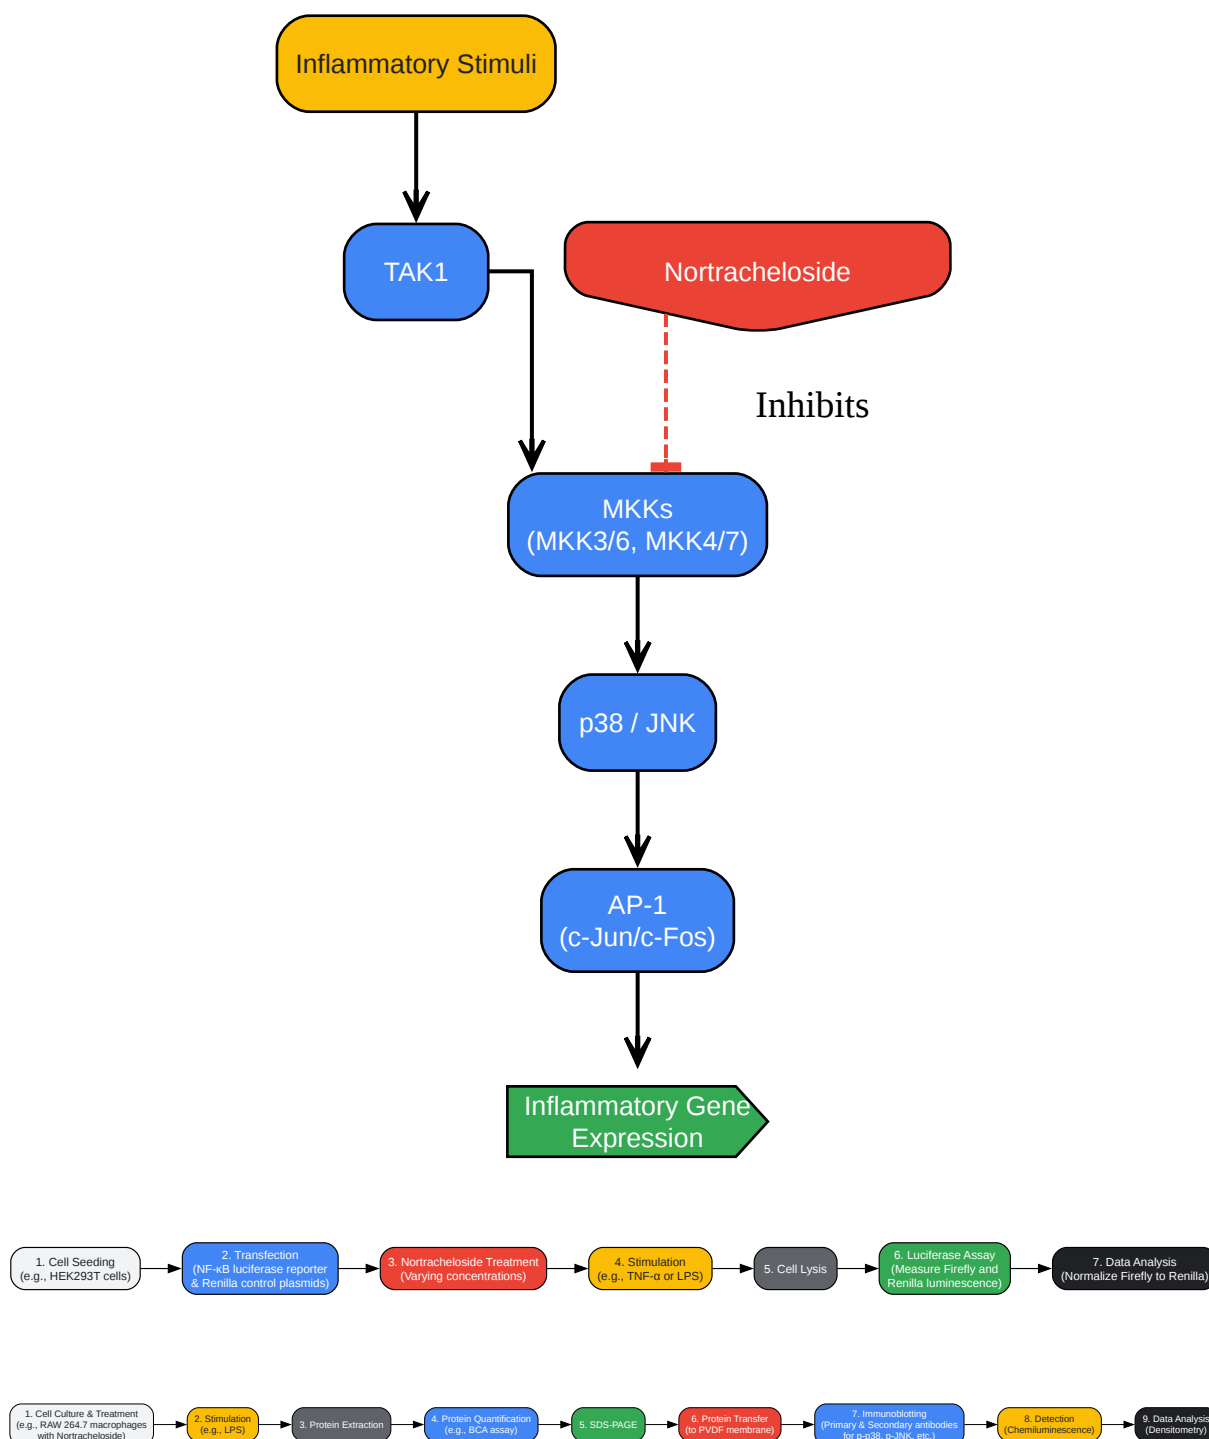 Inflammatory Stimuli
TAK1
Nortracheloside
Inhibits
MKKs
(MKK3/6, MKK4/7)
p38 / JNK
AP-1
(c-Jun/c-Fos)
Inflammatory Gene
Expression
1. Cell Seeding
(e.g., HEK293T cells)
2. Transfection
(NF-κB luciferase reporter
& Renilla control plasmids)
3. Nortracheloside Treatment
(Varying concentrations)
4. Stimulation
(e.g., TNF-α or LPS)
5. Cell Lysis
6. Luciferase Assay
(Measure Firefly and
Renilla luminescence)
7. Data Analysis
(Normalize Firefly to Renilla)
1. Cell Culture & Treatment
(e.g., RAW 264.7 macrophages
with Nortracheloside)
2. Stimulation
(e.g., LPS)
3. Protein Extraction
4. Protein Quantification
(e.g., BCA assay)
5. SDS-PAGE
6. Protein Transfer
(to PVDF membrane)
7. Immunoblotting
(Primary & Secondary antibodies
for p-p38, p-JNK, etc.)
8. Detection
(Chemiluminescence)
9. Data Analysis
(Densitometry)